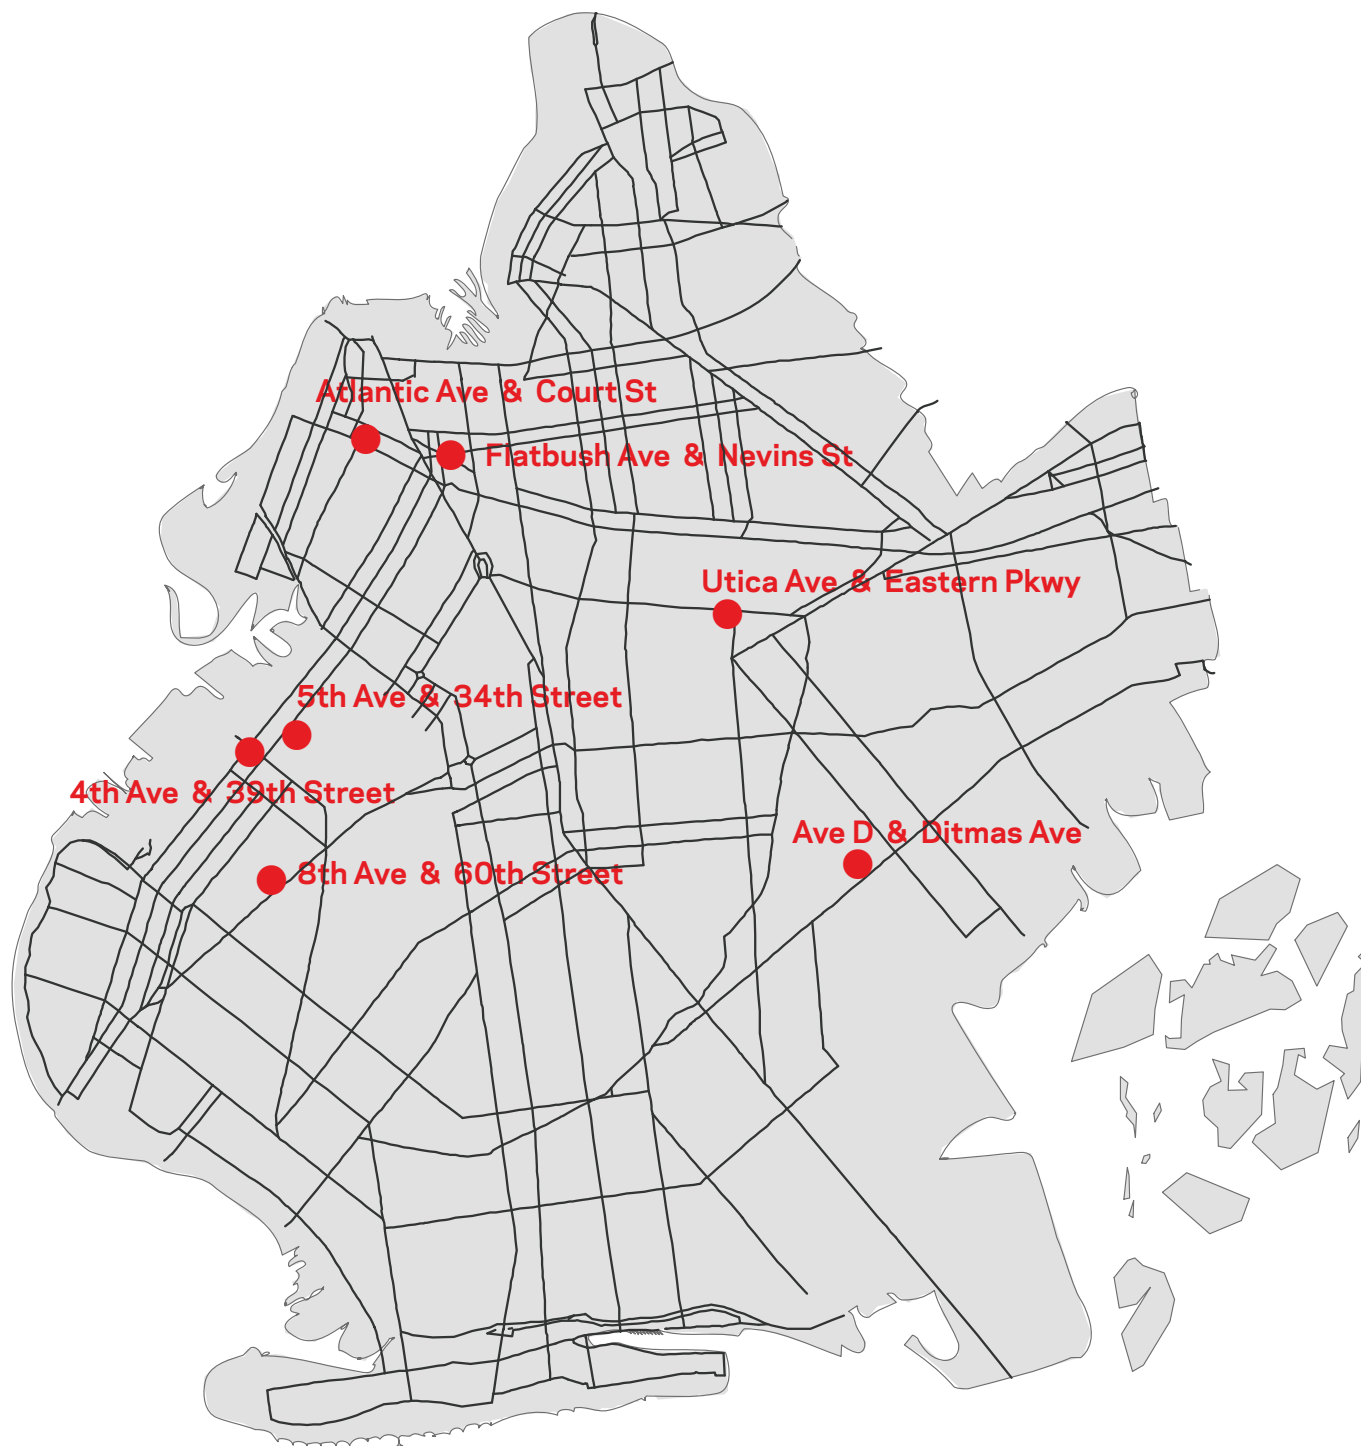 Atlantic Ave & Court St
Flatbush Ave & Nevins St
Utica Ave & Eastern Pkwy
5th Ave & 34th Street
4th Ave & 39th Street
Ave D & Ditmas Ave
8th Ave & 60th Street